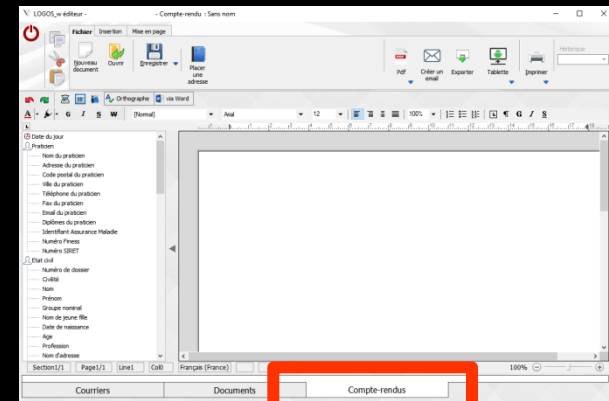 LOGOS_w éditeur - - Compte-rendu : Sans nom
Fichier Insertion Mise en page
Nouveau document
Ouvrir
Enregistrer
Placer une adresse
Pdf
Créer un email
Exporter
Tablette
Imprimer
Historique
Orthographe via Word
A G I S W [Normal] Arial 12 100% G I S
Date du jour
Praticien
Nom du praticien
Adresse du praticien
Code postal du praticien
Ville du praticien
Téléphone du praticien
Fax du praticien
Email du praticien
Diplômes du praticien
Identifiant Assurance Maladie
Numéro Finess
Numéro SIRET
Etat civil
Numéro de dossier
Civilité
Nom
Prénom
Groupe nominal
Nom de jeune fille
Date de naissance
Age
Profession
Nom d'adresse
Section1/1 Page1/1 Line1 Col0 Français (France) 100%
Courriers Documents Compte-rendus